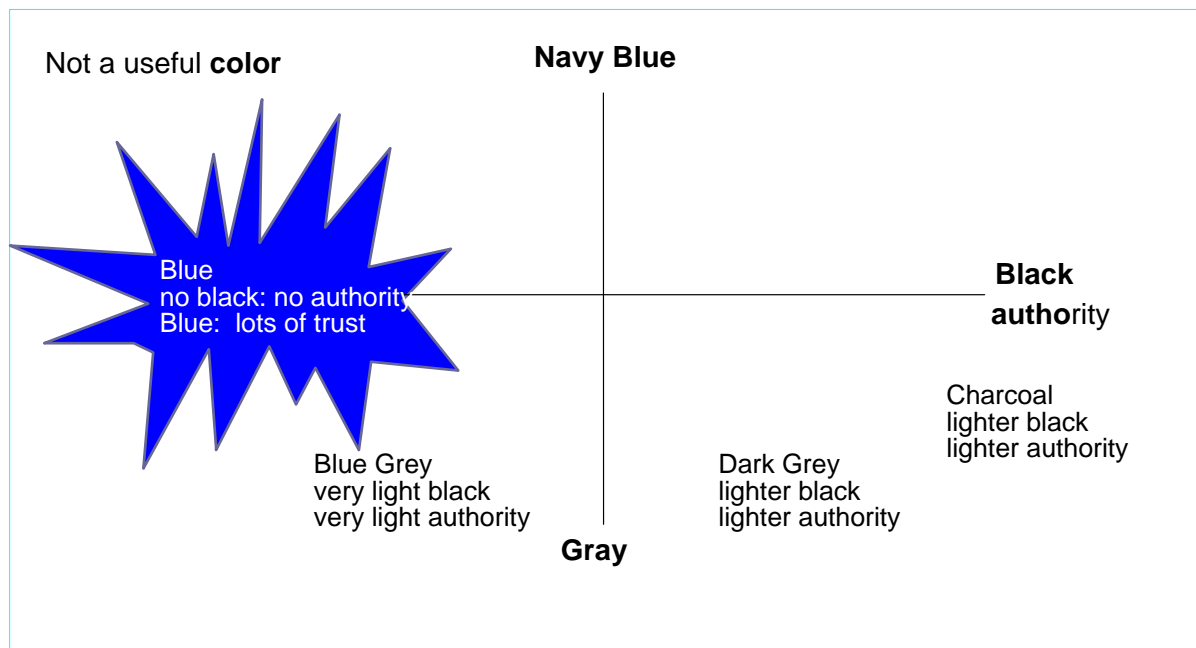 Not a useful color
Navy Blue
Blue
no black: no authority
Blue:  lots of trust
Black
authority
Charcoal
lighter black
lighter authority
Blue Grey
very light black
very light authority
Dark Grey
lighter black
lighter authority
Gray